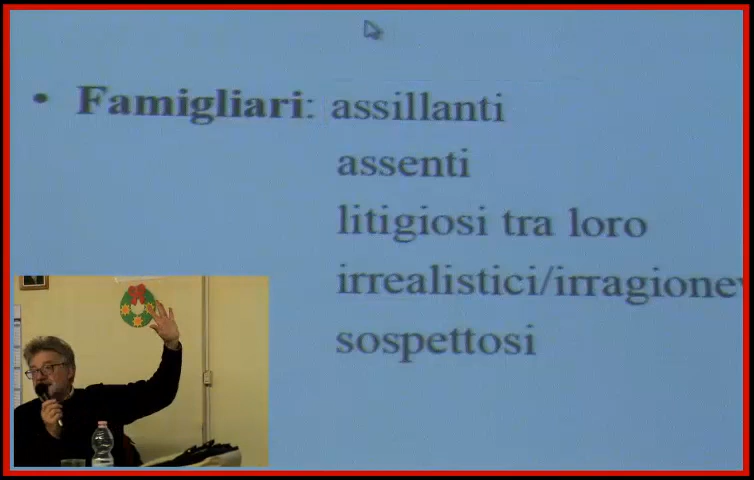 • Famigliari: assillanti
assenti
litigiosi tra loro
irrealistici/irragione
sospettosi